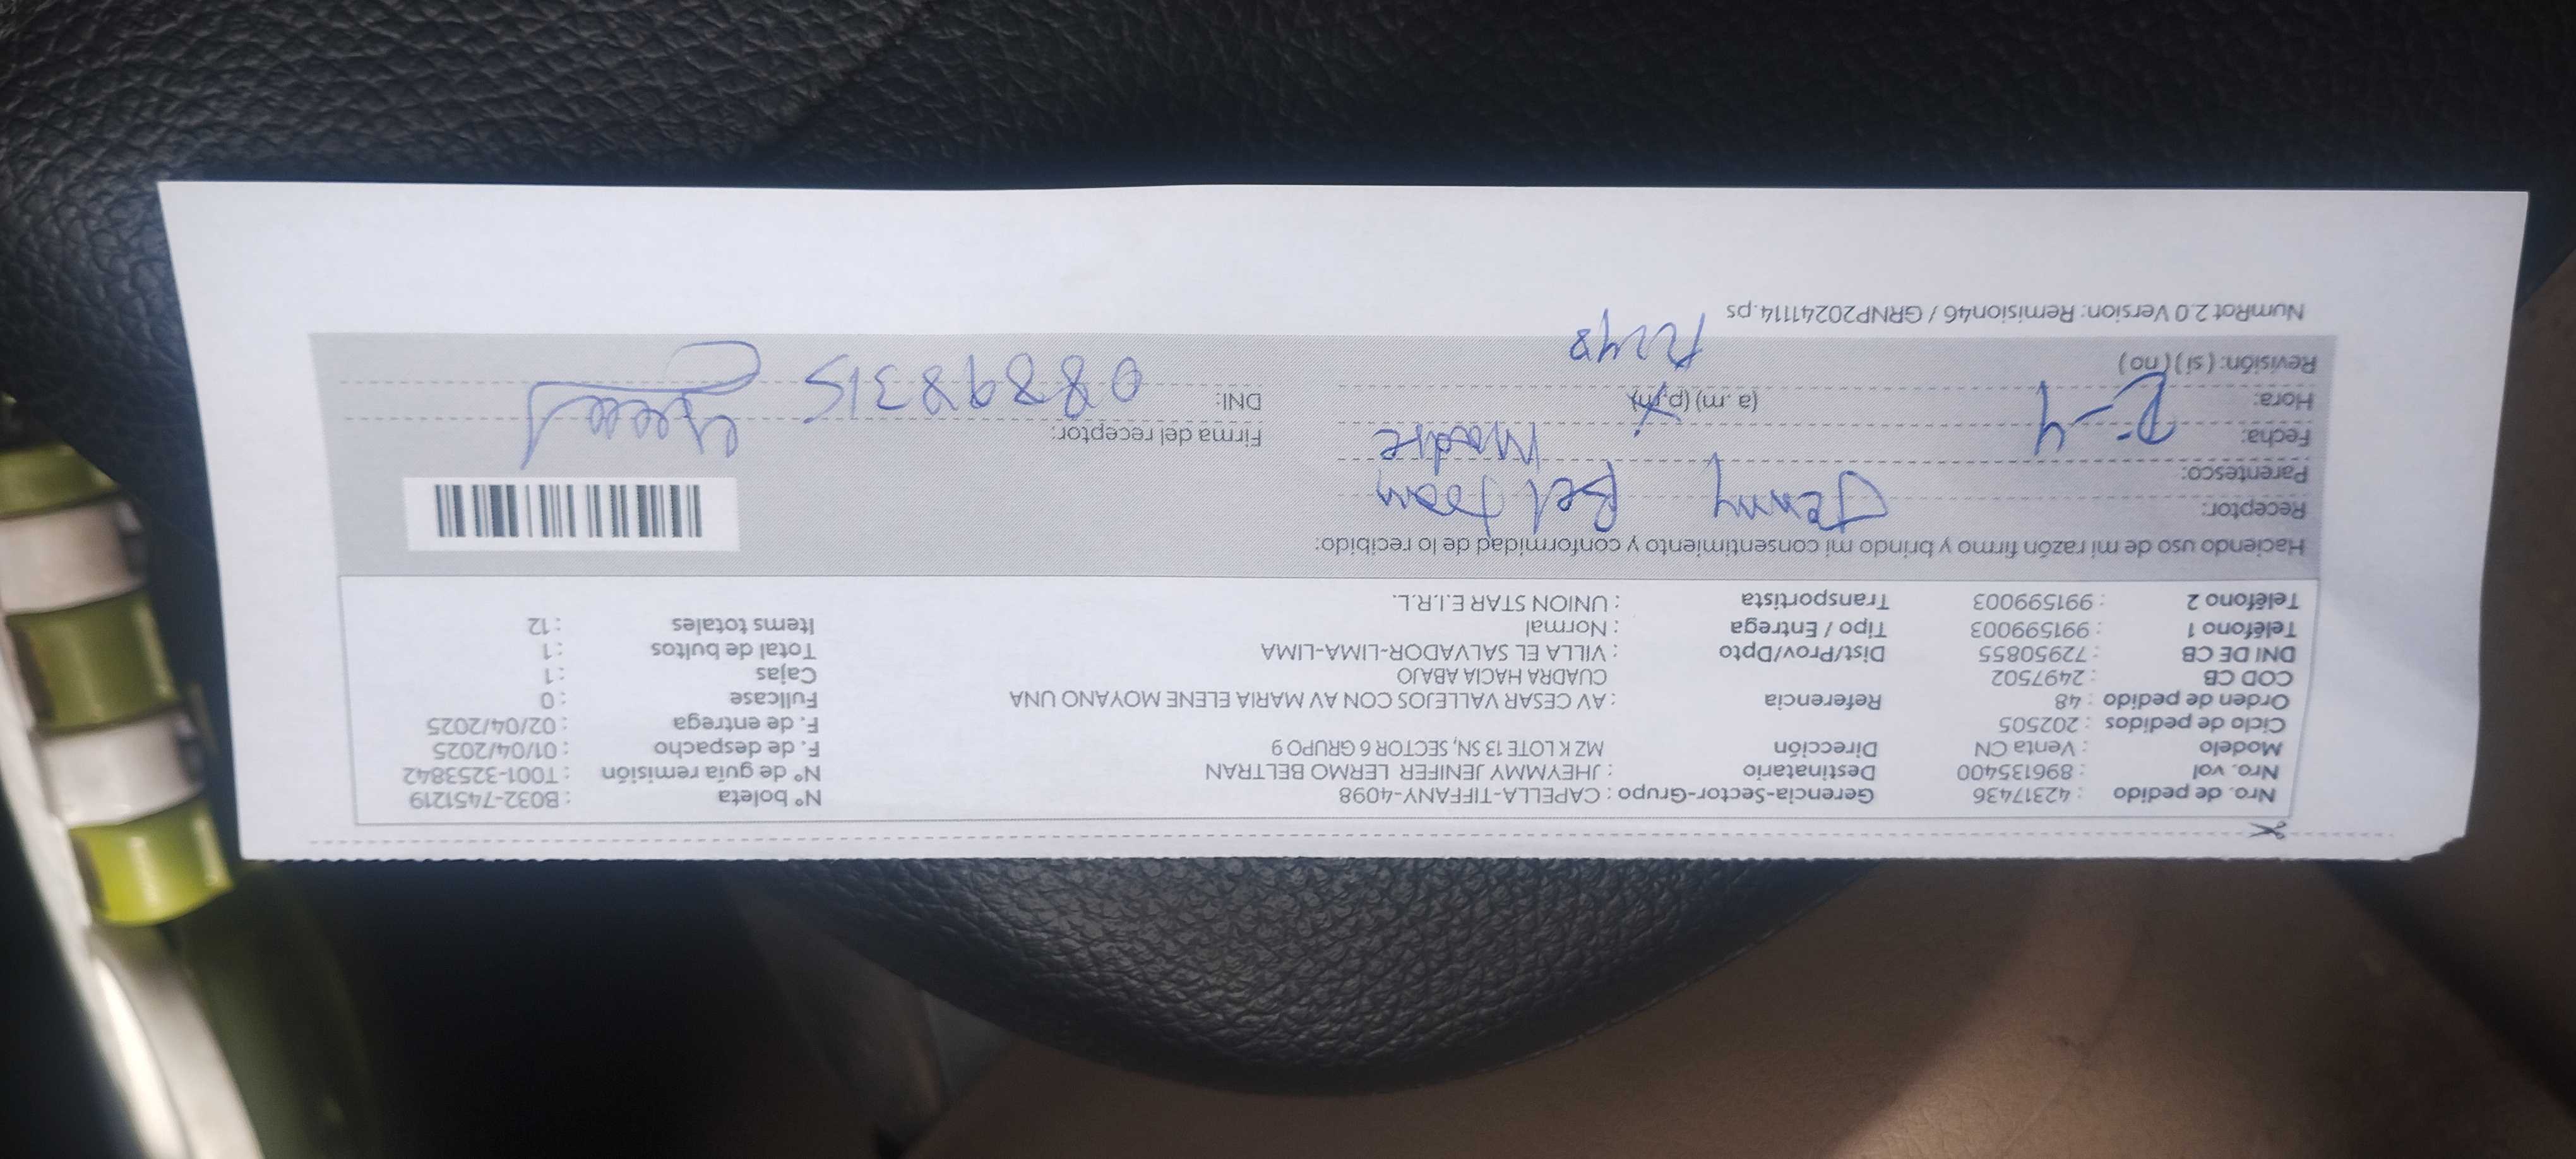 Nro. de pedido : 42317436 Gerencia-Sector-Grupo : CAPELLA-TIFFANY-4098 N° boleta : B032-7451219
Nro. vol : 896135400 Destinatario : JHEYMMY JENIFER LERMO BELTRAN N° de guía remisión : T001-3253842
Modelo : Venta CN Dirección MZ K LOTE 13 SN, SECTOR 6 GRUPO 9 F. de despacho : 01/04/2025
Ciclo de pedidos : 202505 F. de entrega : 02/04/2025
Orden de pedido : 48 Referencia : AV CESAR VALLEJOS CON AV MARIA ELENE MOYANO UNA Fullcase : 0
COD CB : 2497502 CUADRA HACIA ABAJO Cajas : 1
DNI DE CB : 72950855 Dist/Prov/Dpto : VILLA EL SALVADOR-LIMA-LIMA Total de bultos : 1
Teléfono 1 : 991599003 Tipo / Entrega : Normal Items totales : 12
Teléfono 2 : 991599003 Transportista : UNION STAR E.I.R.L.
Haciendo uso de mi razón firmo y brindo mi consentimiento y conformidad de lo recibido:
Receptor: Jenny Beltran
Parentesco: Madre
Fecha: 2-4 Firma del receptor:
Hora: (a .m) (p.m) DNI: 08898315
Revisión: ( si ) ( no )
NumRot 2.0 Version: Remision46 / GRNP20241114.ps